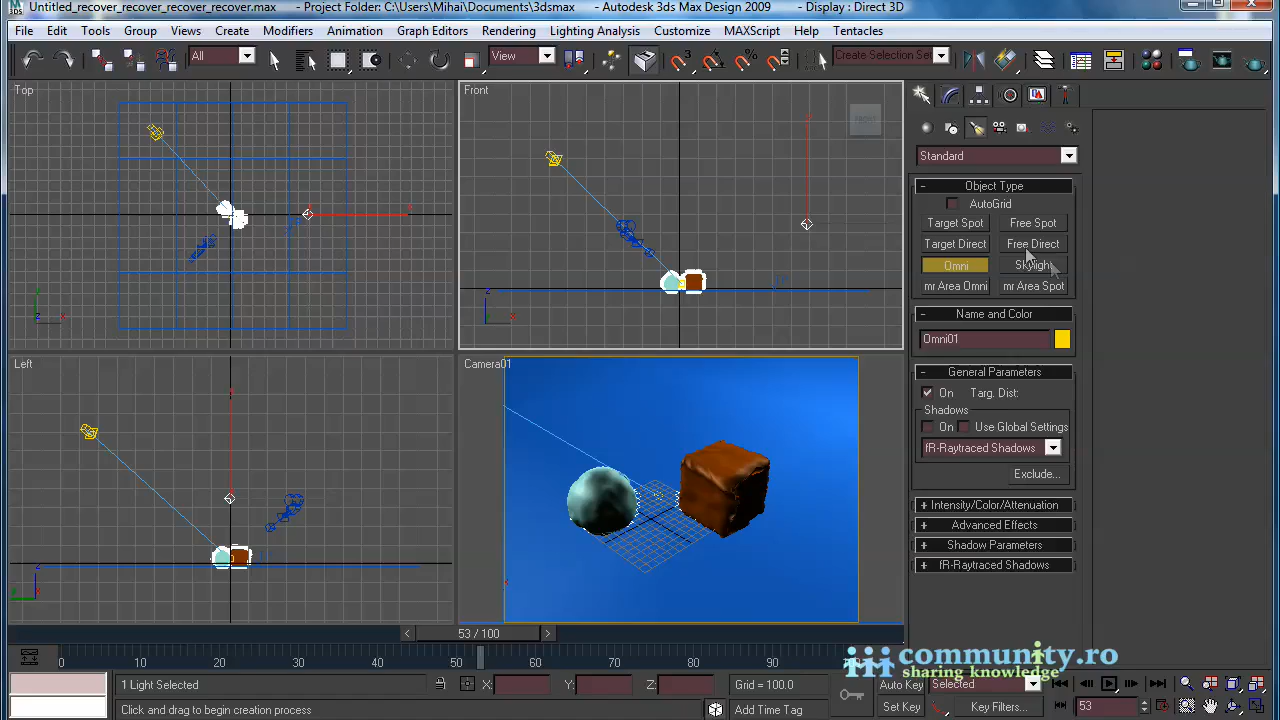 Untitled_recover_recover_recover_recover.max - Project Folder: C:\Users\Mihai\Documents\3dsmax - Autodesk 3ds Max Design 2009 - Display : Direct 3D
File Edit Tools Group Views Create Modifiers Animation Graph Editors Rendering Lighting Analysis Customize MAXScript Help Tentacles
All View Create Selection Set
Top Front
FRONT
Standard
- Object Type
AutoGrid
Target Spot Free Spot
Target Direct Free Direct
Omni Skylight
mr Area Omni mr Area Spot
- Name and Color
Omni01
Left Camera01
- General Parameters
On Targ. Dist:
Shadows
On Use Global Settings
fR-Raytraced Shadows
Exclude...
+ Intensity/Color/Attenuation
+ Advanced Effects
+ Shadow Parameters
+ fR-Raytraced Shadows
< 53 / 100 >
0 10 20 30 40 50 60 70 80 90
community.ro
sharing knowledge
1 Light Selected X: Y: Z: Grid = 100.0 Auto Key Selected
Click and drag to begin creation process Add Time Tag Set Key Key Filters... 53